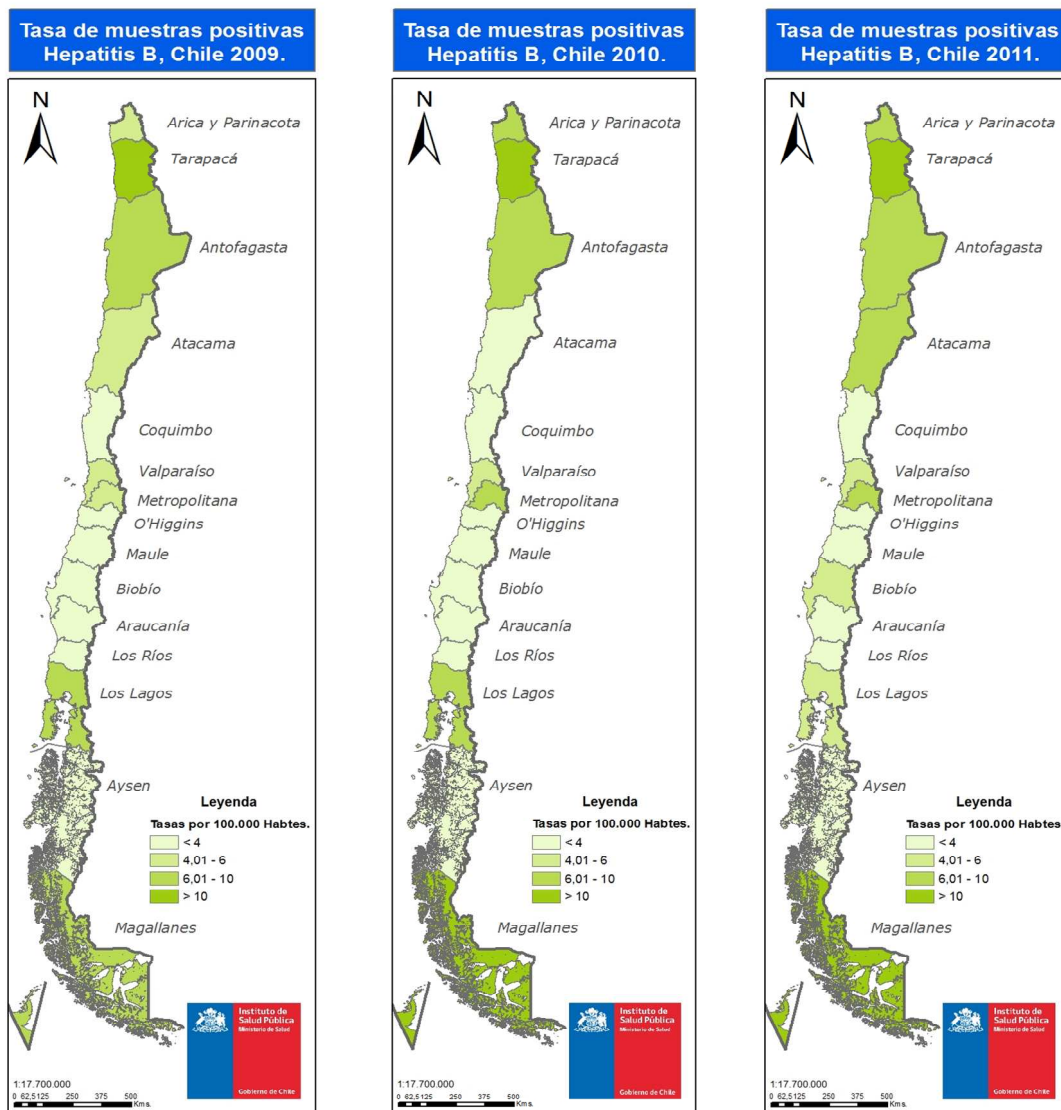 Tasa de muestras positivas
Hepatitis B, Chile 2009.
N
Arica y Parinacota
Tarapacá
Antofagasta
Atacama
Coquimbo
Valparaíso
Metropolitana
O'Higgins
Maule
Biobío
Araucanía
Los Ríos
Los Lagos
Aysen
Leyenda
Tasas por 100.000 Habtes.
< 4
4,01 - 6
6,01 - 10
> 10
Magallanes
Instituto de
Salud Pública
Ministerio de Salud
Gobierno de Chile
1:17.700.000
0 62,5 125 250 375 500
Kms.
Tasa de muestras positivas
Hepatitis B, Chile 2010.
N
Arica y Parinacota
Tarapacá
Antofagasta
Atacama
Coquimbo
Valparaíso
Metropolitana
O'Higgins
Maule
Biobío
Araucanía
Los Ríos
Los Lagos
Aysen
Leyenda
Tasas por 100.000 Habtes.
< 4
4,01 - 6
6,01 - 10
> 10
Magallanes
Instituto de
Salud Pública
Ministerio de Salud
Gobierno de Chile
1:17.700.000
0 62,5 125 250 375 500
Kms.
Tasa de muestras positivas
Hepatitis B, Chile 2011.
N
Arica y Parinacota
Tarapacá
Antofagasta
Atacama
Coquimbo
Valparaíso
Metropolitana
O'Higgins
Maule
Biobío
Araucanía
Los Ríos
Los Lagos
Aysen
Leyenda
Tasas por 100.000 Habtes.
< 4
4,01 - 6
6,01 - 10
> 10
Magallanes
Instituto de
Salud Pública
Ministerio de Salud
Gobierno de Chile
1:17.700.000
0 62,5 125 250 375 500
Kms.